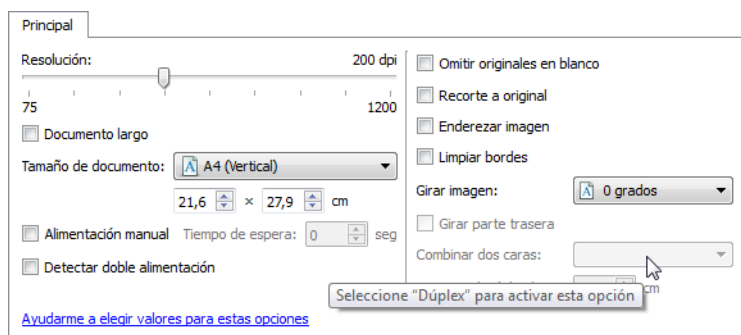 Principal
Resolución: 200 dpi
75 1200
Documento largo
Tamaño de documento: A4 (Vertical)
21,6 × 27,9 cm
Alimentación manual Tiempo de espera: 0 seg
Detectar doble alimentación
Ayudarme a elegir valores para estas opciones
Omitir originales en blanco
Recorte a original
Enderezar imagen
Limpiar bordes
Girar imagen: 0 grados
Girar parte trasera
Combinar dos caras:
cm
Seleccione "Dúplex" para activar esta opción